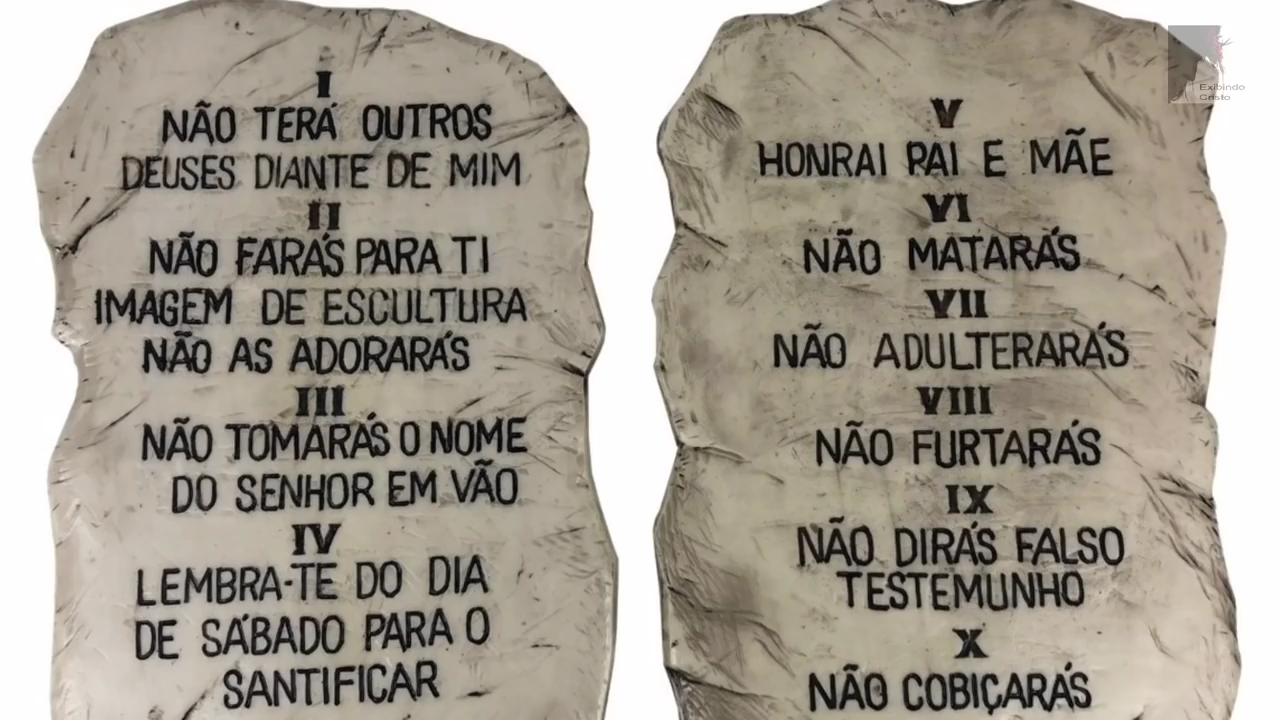 I
NÃO TERÁ OUTROS
DEUSES DIANTE DE MIM
II
NÃO FARÁS PARA TI
IMAGEM DE ESCULTURA
NÃO AS ADORARÁS
III
NÃO TOMARÁS O NOME
DO SENHOR EM VÃO
IV
LEMBRA-TE DO DIA
DE SÁBADO PARA O
SANTIFICAR
V
HONRAI PAI E MÃE
VI
NÃO MATARÁS
VII
NÃO ADULTERARÁS
VIII
NÃO FURTARÁS
IX
NÃO DIRÁS FALSO
TESTEMUNHO
X
NÃO COBIÇARÁS
Exibindo
Cristo